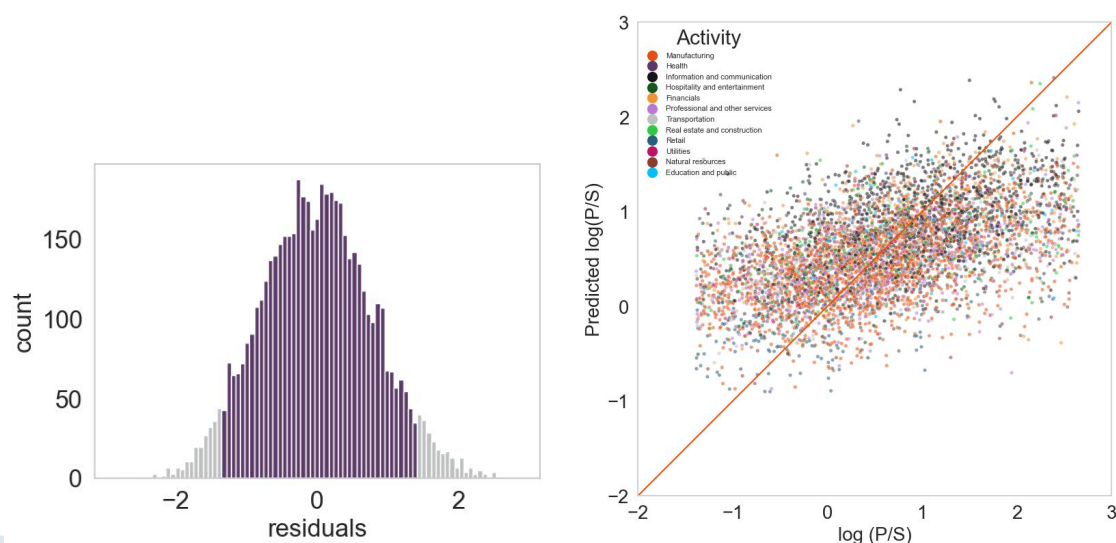 150
100
50
0
count
−2
0
2
residuals
3
2
1
0
−1
−2
Predicted log(P/S)
Activity
Manufacturing
Health
Information and communication
Hospitality and entertainment
Financials
Professional and other services
Transportation
Real estate and construction
Retail
Utilities
Natural resources
Education and public
−2
−1
0
1
2
3
log (P/S)